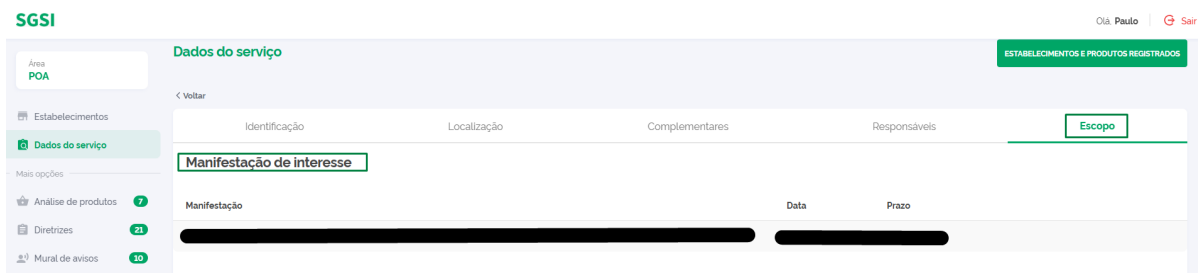 SGSI
Olá, Paulo
Sair
Área
POA
Dados do serviço
ESTABELECIMENTOS E PRODUTOS REGISTRADOS
< Voltar
Estabelecimentos
Dados do serviço
Mais opções
Análise de produtos 7
Diretrizes 21
Mural de avisos 10
Identificação Localização Complementares Responsáveis Escopo
Manifestação de interesse
Manifestação Data Prazo